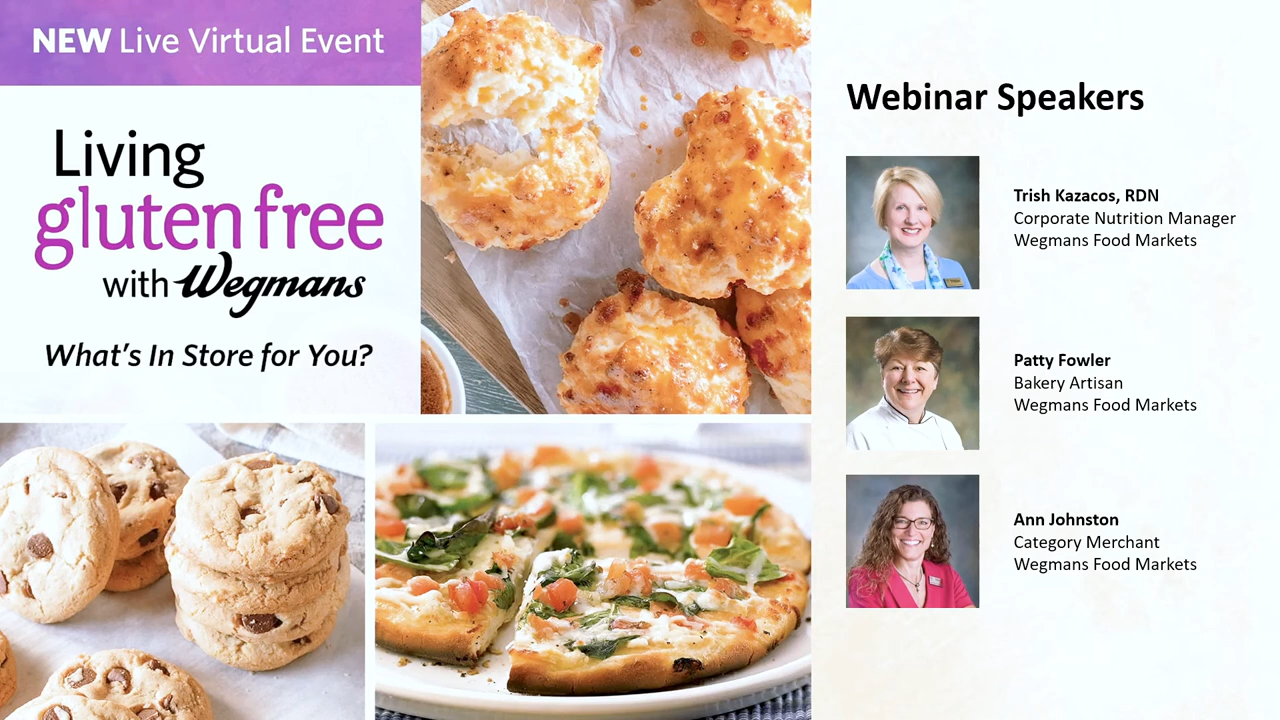 NEW Live Virtual Event
Living
gluten free
with Wegmans
What's In Store for You?
Webinar Speakers
Trish Kazacos, RDN
Corporate Nutrition Manager
Wegmans Food Markets
Patty Fowler
Bakery Artisan
Wegmans Food Markets
Ann Johnston
Category Merchant
Wegmans Food Markets